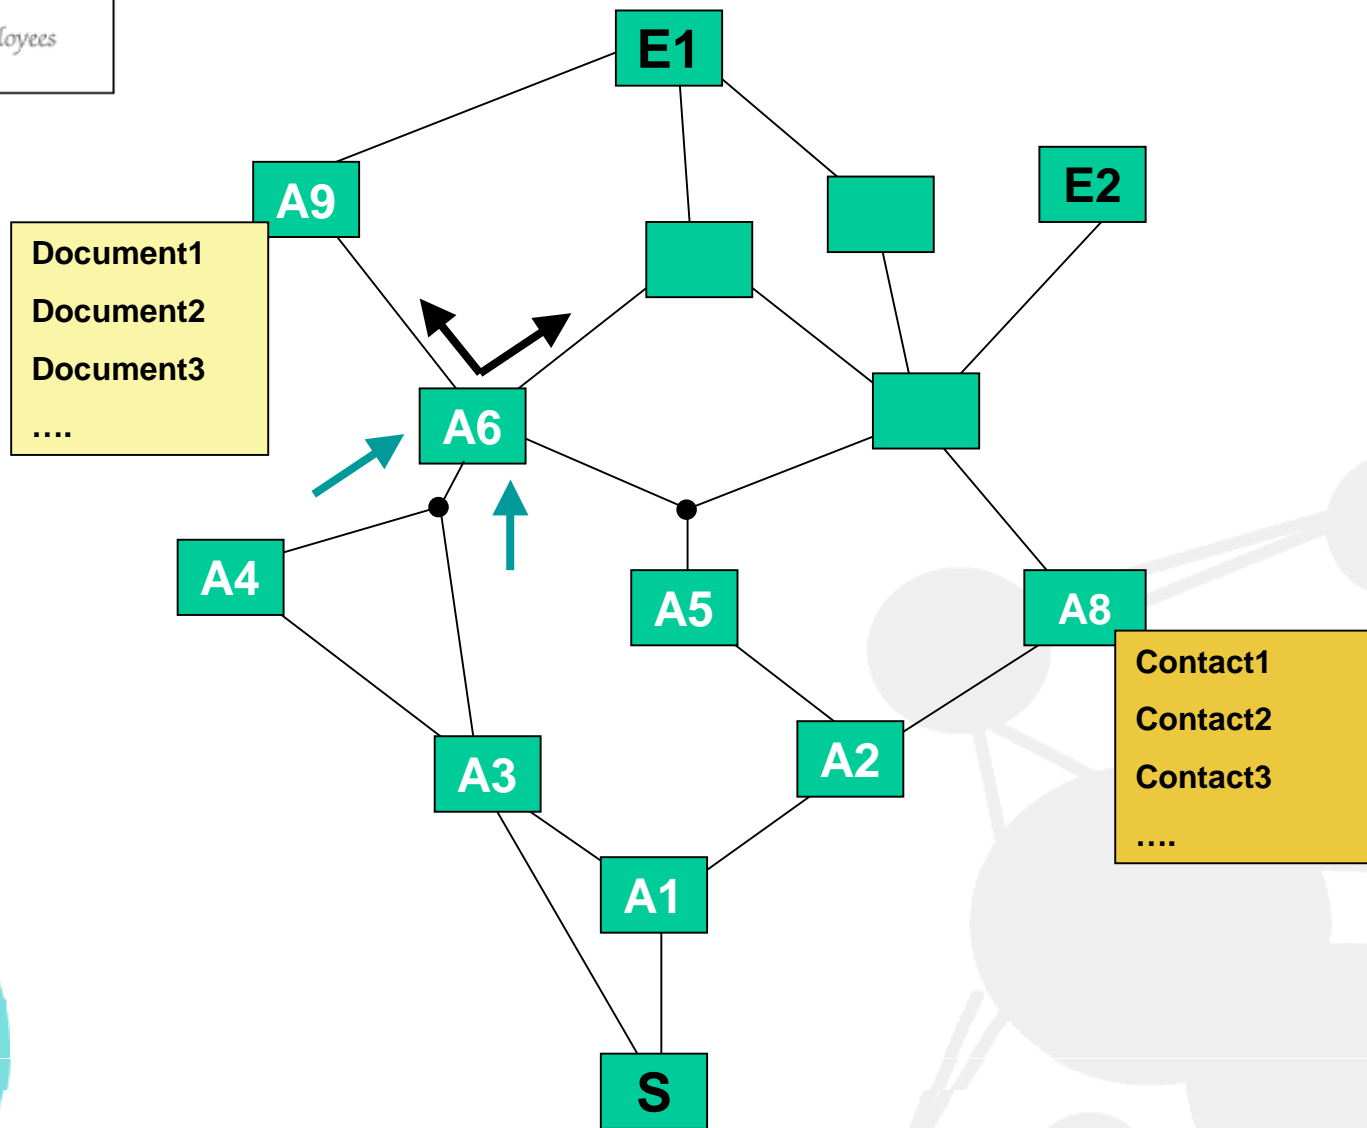 E1
E2
A9
Document1
Document2
Document3
....
A6
A4
A5
A8
Contact1
Contact2
Contact3
....
A3
A2
A1
S